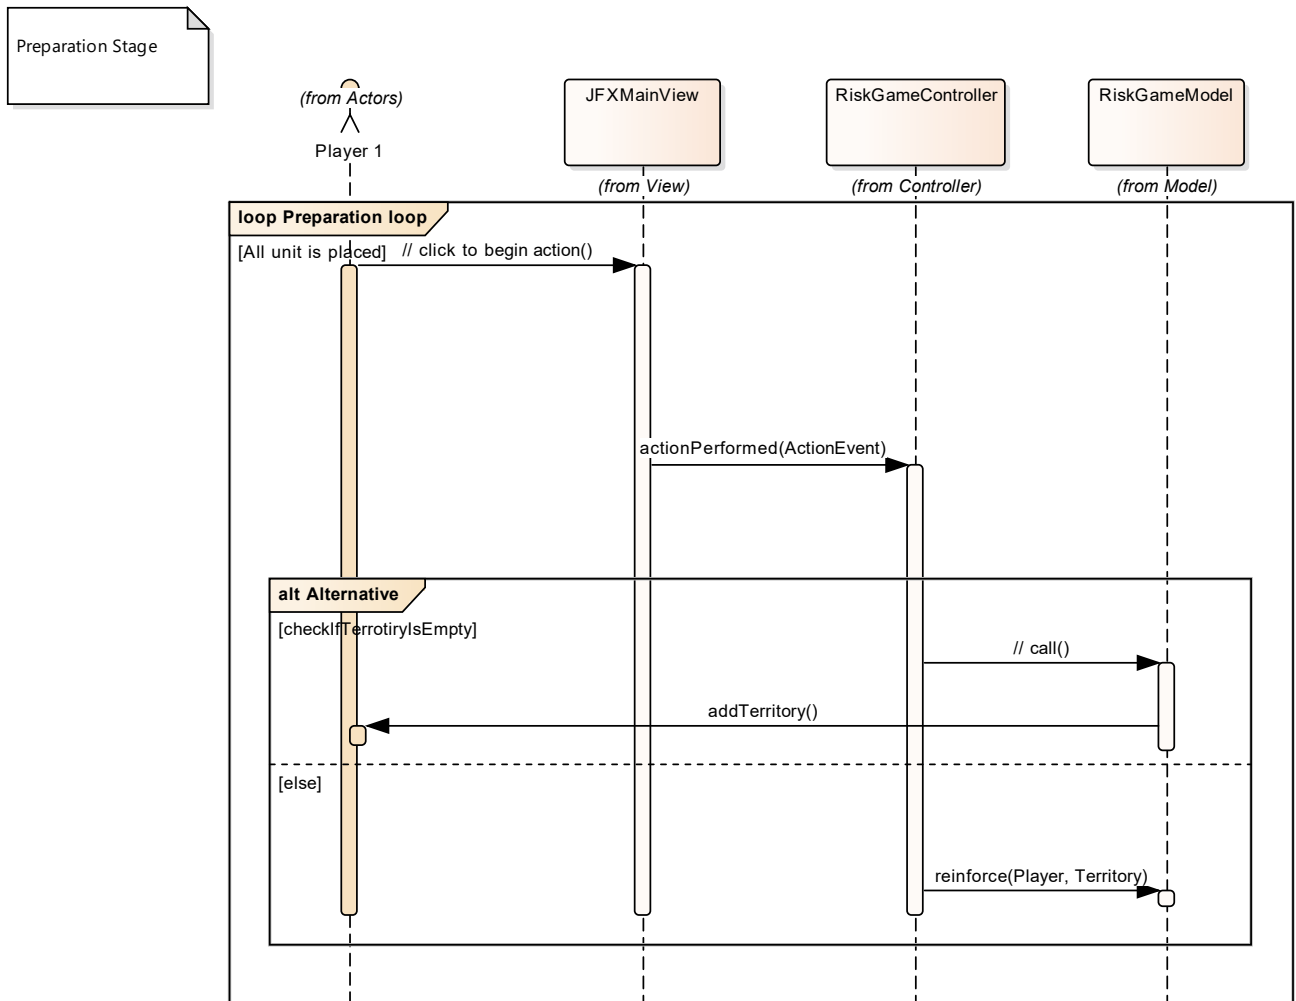 Preparation Stage
(from Actors)
Player 1
JFXMainView
(from View)
RiskGameController
(from Controller)
RiskGameModel
(from Model)
loop Preparation loop
[All unit is placed]
// click to begin action()
actionPerformed(ActionEvent)
alt Alternative
[checkIfTerrotiryIsEmpty]
// call()
addTerritory()
[else]
reinforce(Player, Territory)